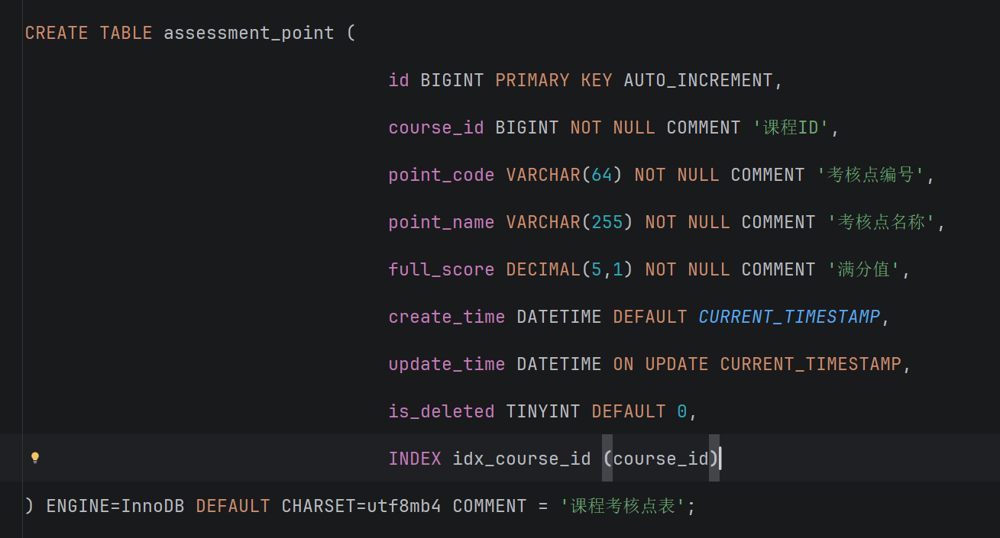 CREATE TABLE assessment_point (
id BIGINT PRIMARY KEY AUTO_INCREMENT,
course_id BIGINT NOT NULL COMMENT '课程ID',
point_code VARCHAR(64) NOT NULL COMMENT '考核点编号',
point_name VARCHAR(255) NOT NULL COMMENT '考核点名称',
full_score DECIMAL(5,1) NOT NULL COMMENT '满分值',
create_time DATETIME DEFAULT CURRENT_TIMESTAMP,
update_time DATETIME ON UPDATE CURRENT_TIMESTAMP,
is_deleted TINYINT DEFAULT 0,
INDEX idx_course_id (course_id)
) ENGINE=InnoDB DEFAULT CHARSET=utf8mb4 COMMENT = '课程考核点表';